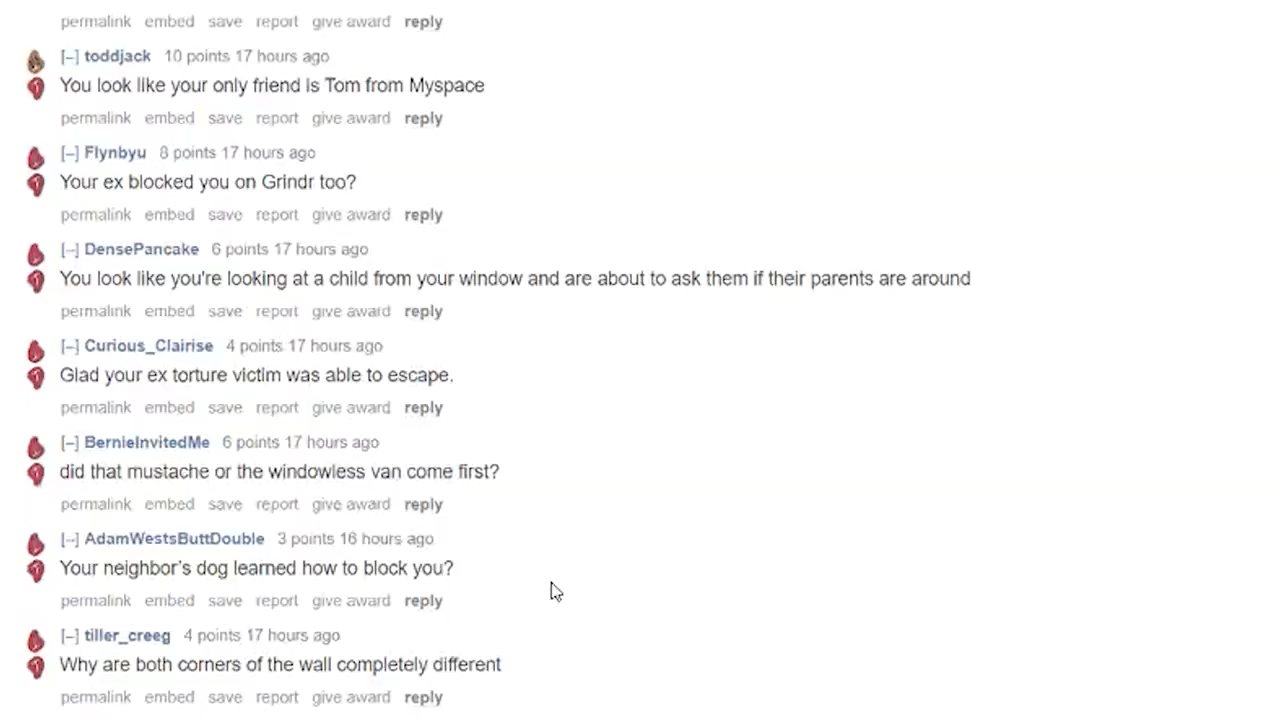 permalink embed save report give award reply
[–] toddjack 10 points 17 hours ago
You look like your only friend is Tom from Myspace
permalink embed save report give award reply
[–] Flynbyu 8 points 17 hours ago
Your ex blocked you on Grindr too?
permalink embed save report give award reply
[–] DensePancake 6 points 17 hours ago
You look like you're looking at a child from your window and are about to ask them if their parents are around
permalink embed save report give award reply
[–] Curious_Clairise 4 points 17 hours ago
Glad your ex torture victim was able to escape.
permalink embed save report give award reply
[–] BernieInvitedMe 6 points 17 hours ago
did that mustache or the windowless van come first?
permalink embed save report give award reply
[–] AdamWestsButtDouble 3 points 16 hours ago
Your neighbor's dog learned how to block you?
permalink embed save report give award reply
[–] tiller_creeg 4 points 17 hours ago
Why are both corners of the wall completely different
permalink embed save report give award reply